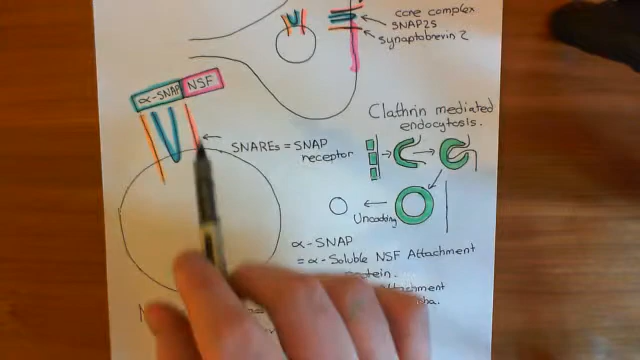 core complex
SNAP25
synaptobrevin 2
α-SNAP NSF
SNAREs = SNAP
receptor
Clathrin mediated
endocytosis.
Uncoating
α-SNAP
= α-Soluble NSF Attachment
protein.
Attachment